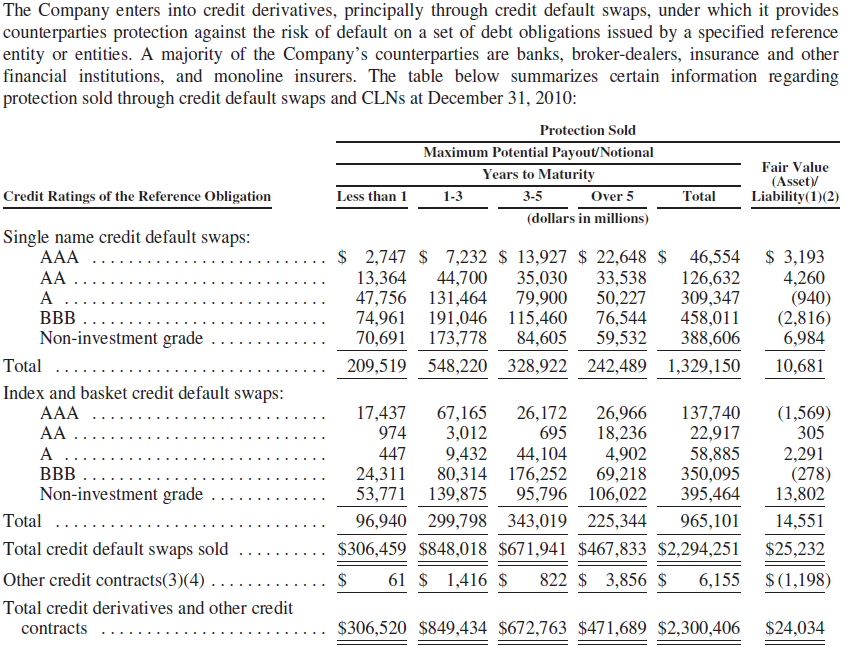 The Company enters into credit derivatives, principally through credit default swaps, under which it provides
counterparties protection against the risk of default on a set of debt obligations issued by a specified reference
entity or entities. A majority of the Company's counterparties are banks, broker-dealers, insurance and other
financial institutions, and monoline insurers. The table below summarizes certain information regarding
protection sold through credit default swaps and CLNs at December 31, 2010:
Protection Sold
Maximum Potential Payout/Notional
Years to Maturity
Fair Value
(Asset)/
Credit Ratings of the Reference Obligation Less than 1 1-3 3-5 Over 5 Total Liability(1)(2)
(dollars in millions)
Single name credit default swaps:
AAA . . . . . . . . . . . . . . . . . . . . . . . . . . $ 2,747 $ 7,232 $ 13,927 $ 22,648 $ 46,554 $ 3,193
AA . . . . . . . . . . . . . . . . . . . . . . . . . . . . 13,364 44,700 35,030 33,538 126,632 4,260
A . . . . . . . . . . . . . . . . . . . . . . . . . . . . . 47,756 131,464 79,900 50,227 309,347 (940)
BBB . . . . . . . . . . . . . . . . . . . . . . . . . . . 74,961 191,046 115,460 76,544 458,011 (2,816)
Non-investment grade . . . . . . . . . . . . . 70,691 173,778 84,605 59,532 388,606 6,984
Total . . . . . . . . . . . . . . . . . . . . . . . . . . . . . . 209,519 548,220 328,922 242,489 1,329,150 10,681
Index and basket credit default swaps:
AAA . . . . . . . . . . . . . . . . . . . . . . . . . . 17,437 67,165 26,172 26,966 137,740 (1,569)
AA . . . . . . . . . . . . . . . . . . . . . . . . . . . . 974 3,012 695 18,236 22,917 305
A . . . . . . . . . . . . . . . . . . . . . . . . . . . . . 447 9,432 44,104 4,902 58,885 2,291
BBB . . . . . . . . . . . . . . . . . . . . . . . . . . . 24,311 80,314 176,252 69,218 350,095 (278)
Non-investment grade . . . . . . . . . . . . . 53,771 139,875 95,796 106,022 395,464 13,802
Total . . . . . . . . . . . . . . . . . . . . . . . . . . . . . . 96,940 299,798 343,019 225,344 965,101 14,551
Total credit default swaps sold . . . . . . . . . . $306,459 $848,018 $671,941 $467,833 $2,294,251 $25,232
Other credit contracts(3)(4) . . . . . . . . . . . . . $ 61 $ 1,416 $ 822 $ 3,856 $ 6,155 $(1,198)
Total credit derivatives and other credit
contracts . . . . . . . . . . . . . . . . . . . . . . . . . $306,520 $849,434 $672,763 $471,689 $2,300,406 $24,034